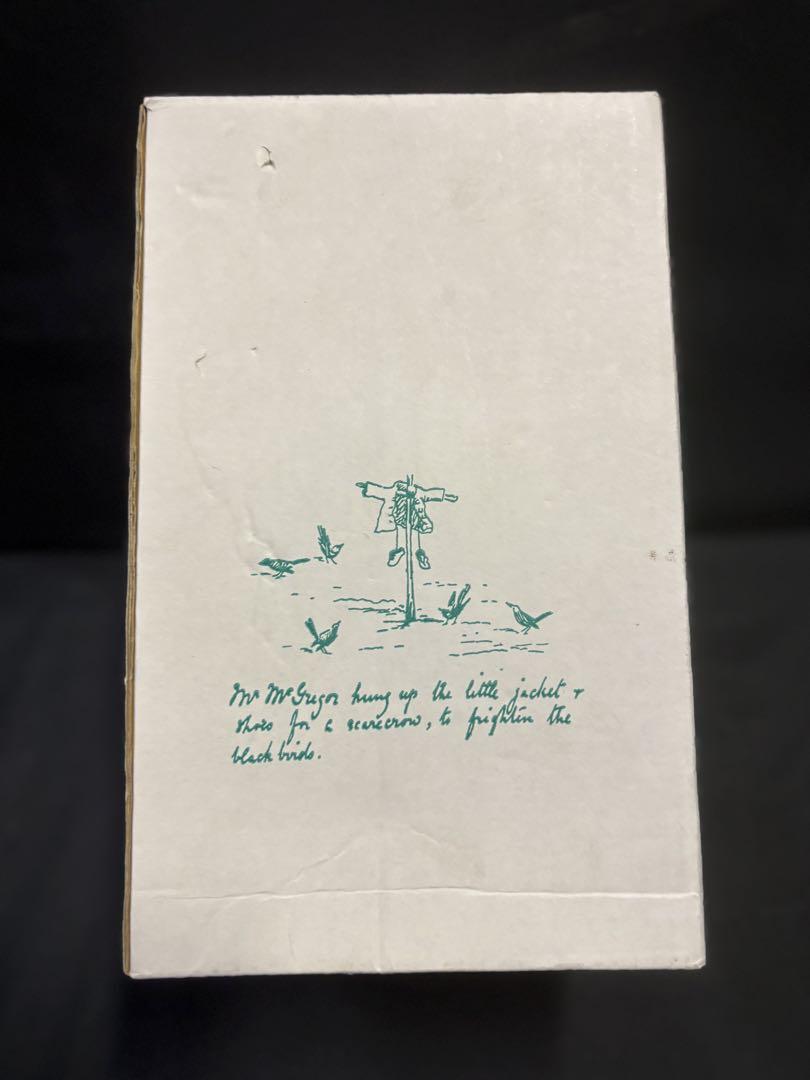 Mr McGregor hung up the little jacket +
shoes for a scarecrow, to frighten the
black birds.